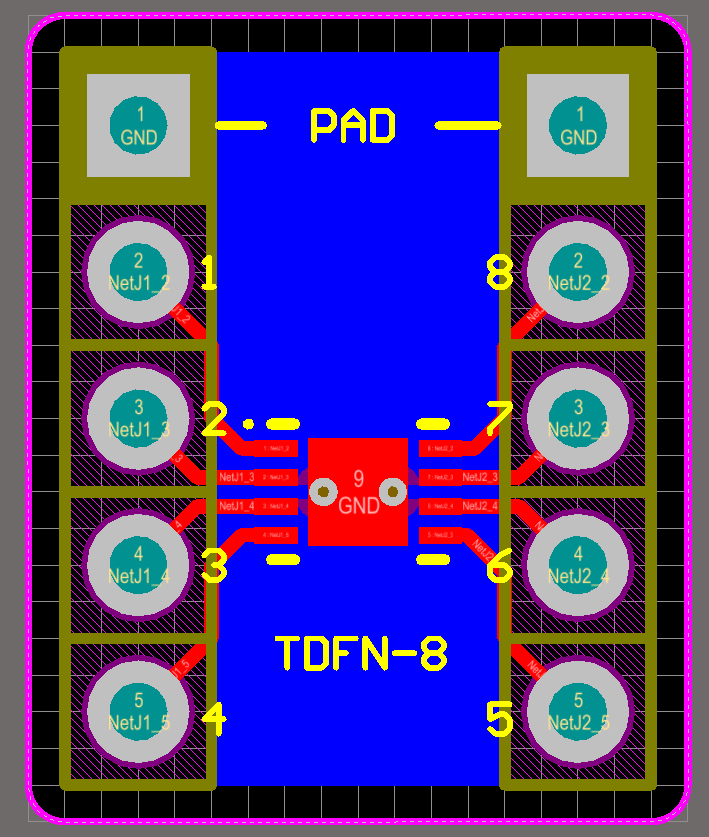 1
GND
PAD
1
GND
2
NetJ1_2
1
8
2
NetJ2_2
3
NetJ1_3
2
7
3
NetJ2_3
NetJ1_3
NetJ2_3
9
GND
NetJ1_4
NetJ2_4
4
NetJ1_4
3
6
4
NetJ2_4
TDFN-8
5
NetJ1_5
4
5
5
NetJ2_5